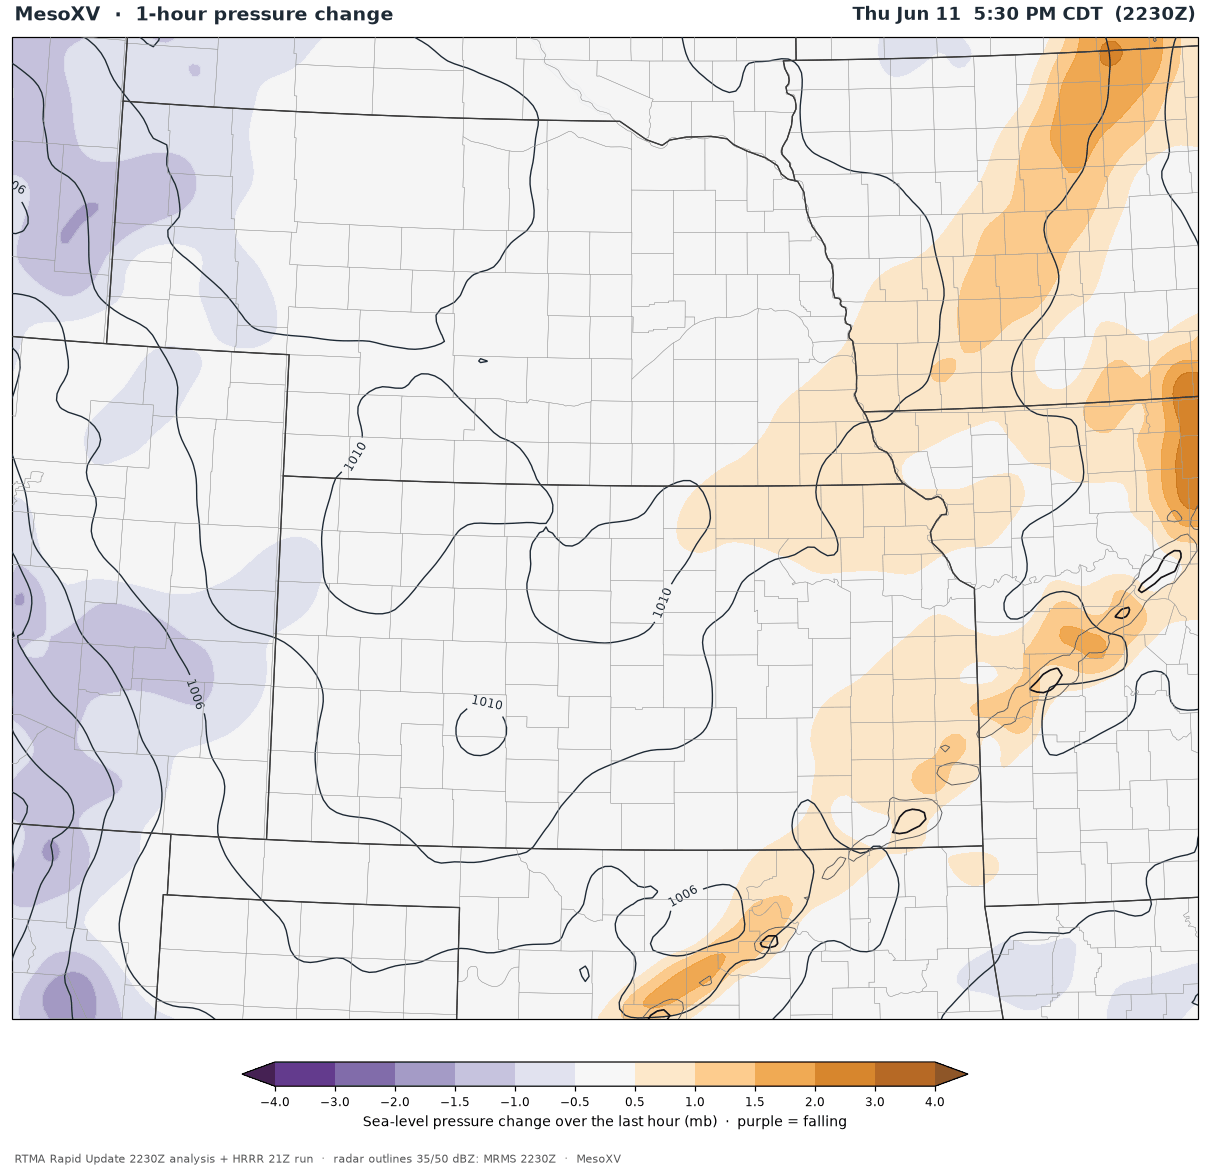 MesoXV · 1-hour pressure change
Thu Jun 11 5:30 PM CDT (2230Z)
06
1010
1010
1006
1010
1006
−4.0 −3.0 −2.0 −1.5 −1.0 −0.5 0.5 1.0 1.5 2.0 3.0 4.0
Sea-level pressure change over the last hour (mb) · purple = falling
RTMA Rapid Update 2230Z analysis + HRRR 21Z run · radar outlines 35/50 dBZ: MRMS 2230Z · MesoXV